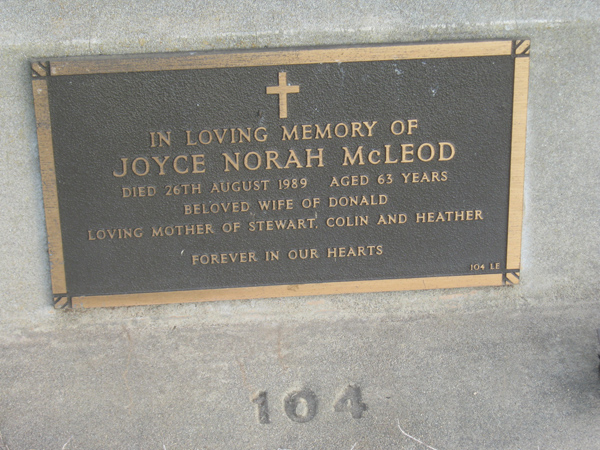 IN LOVING MEMORY OF
JOYCE NORAH McLEOD
DIED 26TH AUGUST 1989 AGED 63 YEARS
BELOVED WIFE OF DONALD
LOVING MOTHER OF STEWART, COLIN AND HEATHER
FOREVER IN OUR HEARTS
104 LE
104